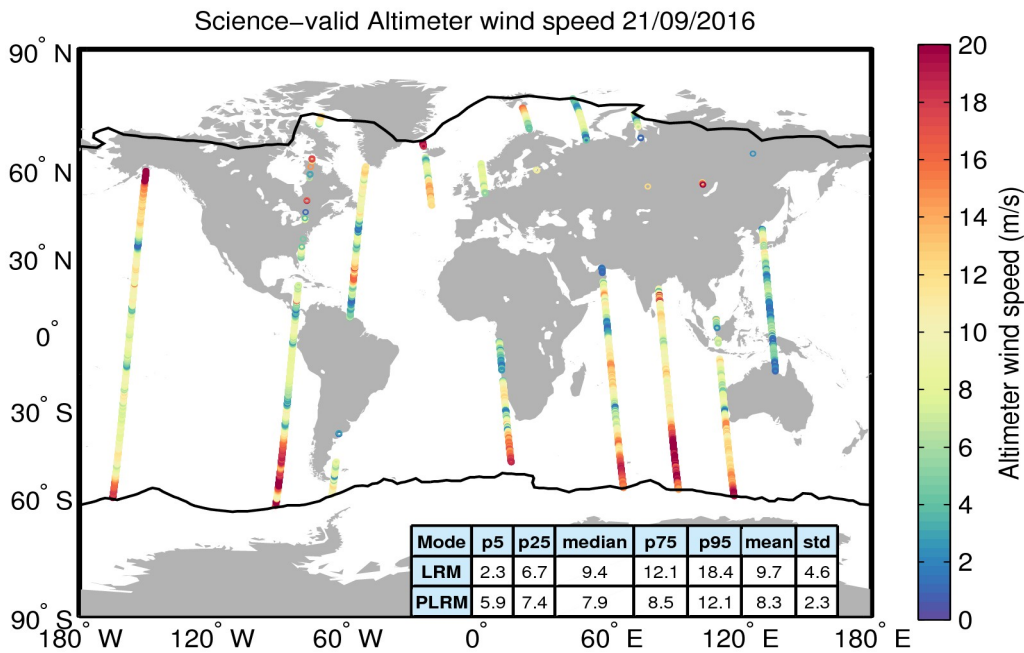 Science−valid Altimeter wind speed 21/09/2016
90° N
60° N
30° N
0°
30° S
60° S
90° S
180° W
120° W
60° W
0°
60° E
120° E
180° E
Mode p5 p25 median p75 p95 mean std
LRM 2.3 6.7 9.4 12.1 18.4 9.7 4.6
PLRM 5.9 7.4 7.9 8.5 12.1 8.3 2.3
20
18
16
14
12
10
8
6
4
2
0
Altimeter wind speed (m/s)